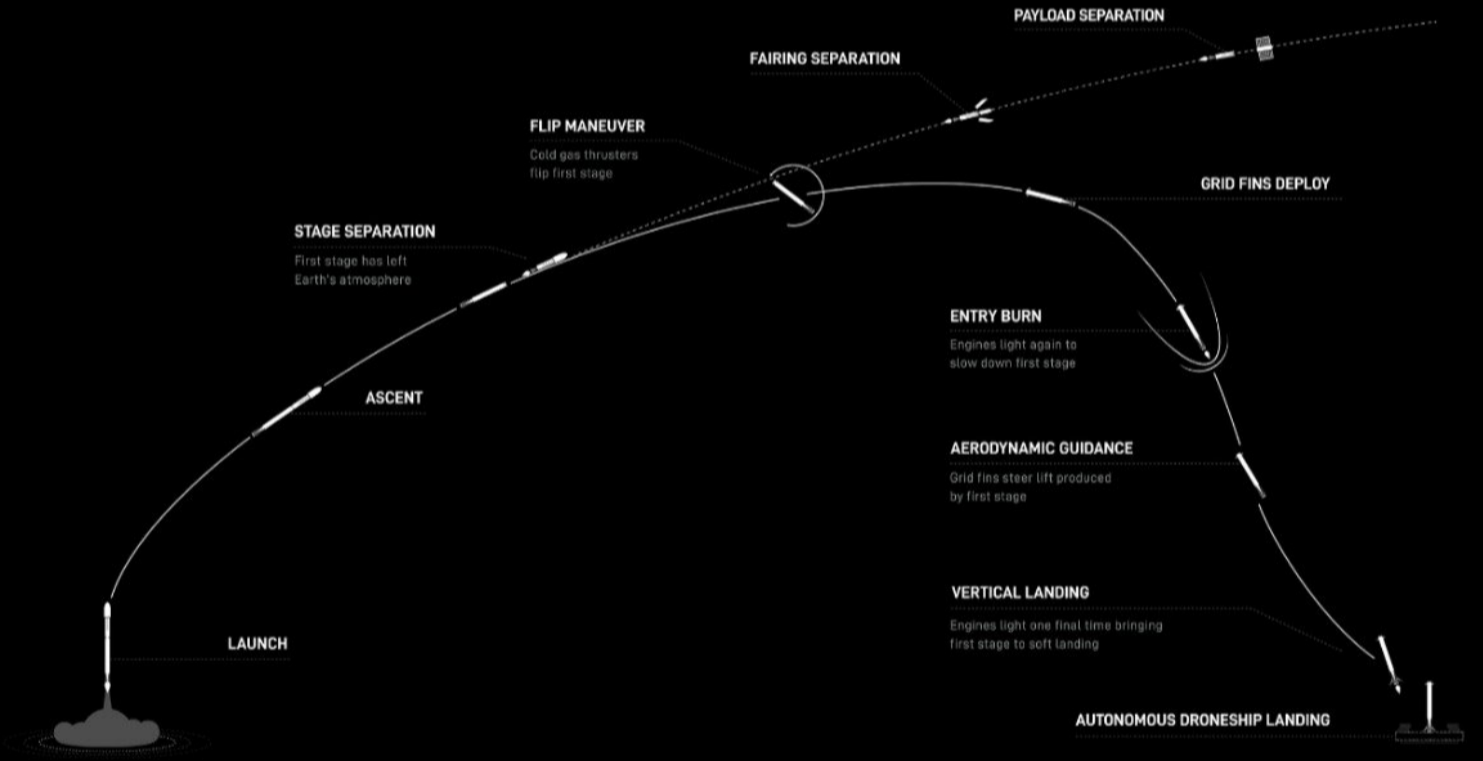 PAYLOAD SEPARATION
FAIRING SEPARATION
FLIP MANEUVER
Cold gas thrusters
flip first stage
GRID FINS DEPLOY
STAGE SEPARATION
First stage has left
Earth's atmosphere
ENTRY BURN
Engines light again to
slow down first stage
ASCENT
AERODYNAMIC GUIDANCE
Grid fins steer lift produced
by first stage
VERTICAL LANDING
Engines light one final time bringing
first stage to soft landing
LAUNCH
AUTONOMOUS DRONESHIP LANDING